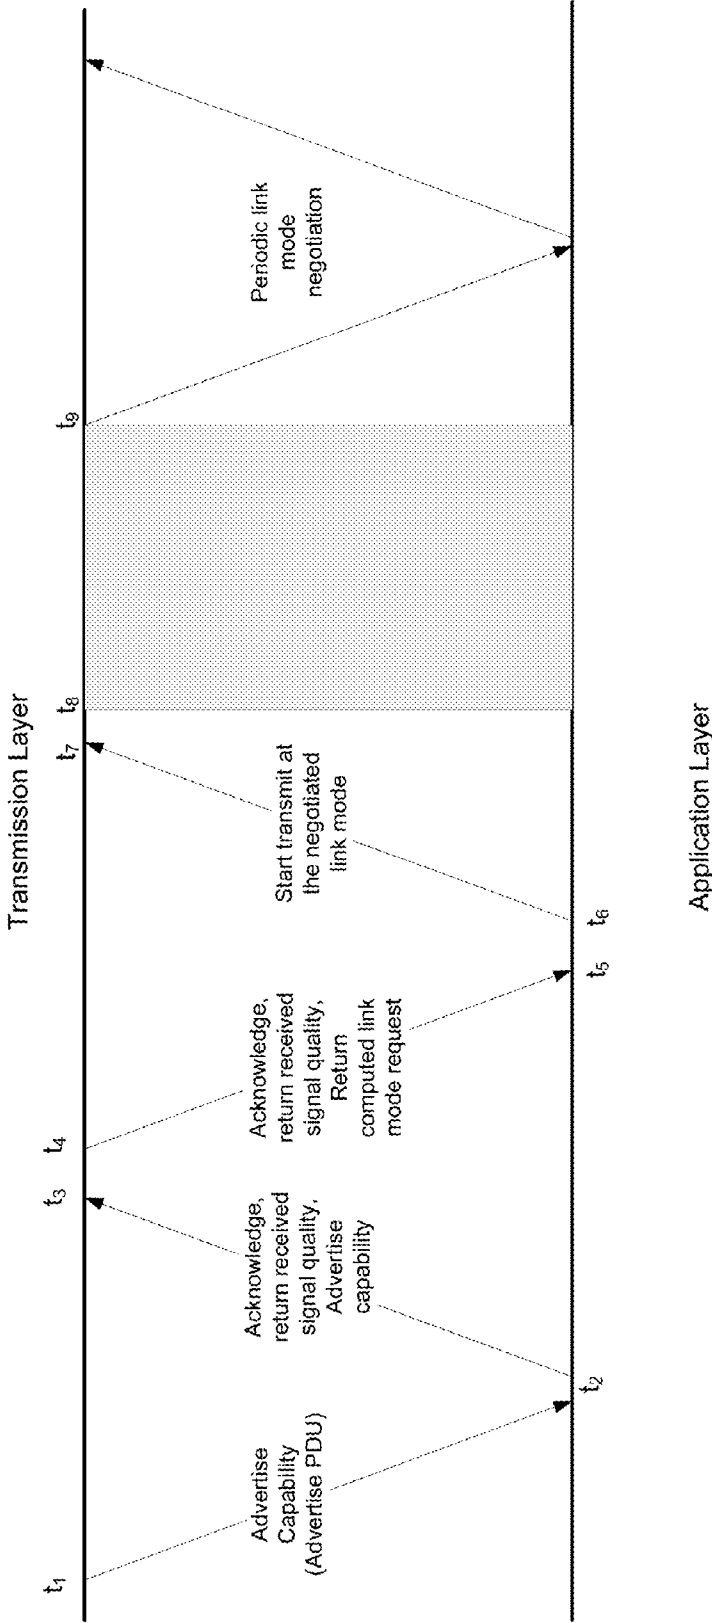 Transmission Layer
t1
t3
t4
t7
t8
t9
Advertise
Capability
(Advertise PDU)
Acknowledge,
return received
signal quality,
Advertise
capability
Acknowledge,
return received
signal quality,
Return
computed link
mode request
Start transmit at
the negotiated
link mode
Periodic link
mode
negotiation
t2
t5
t6
Application Layer